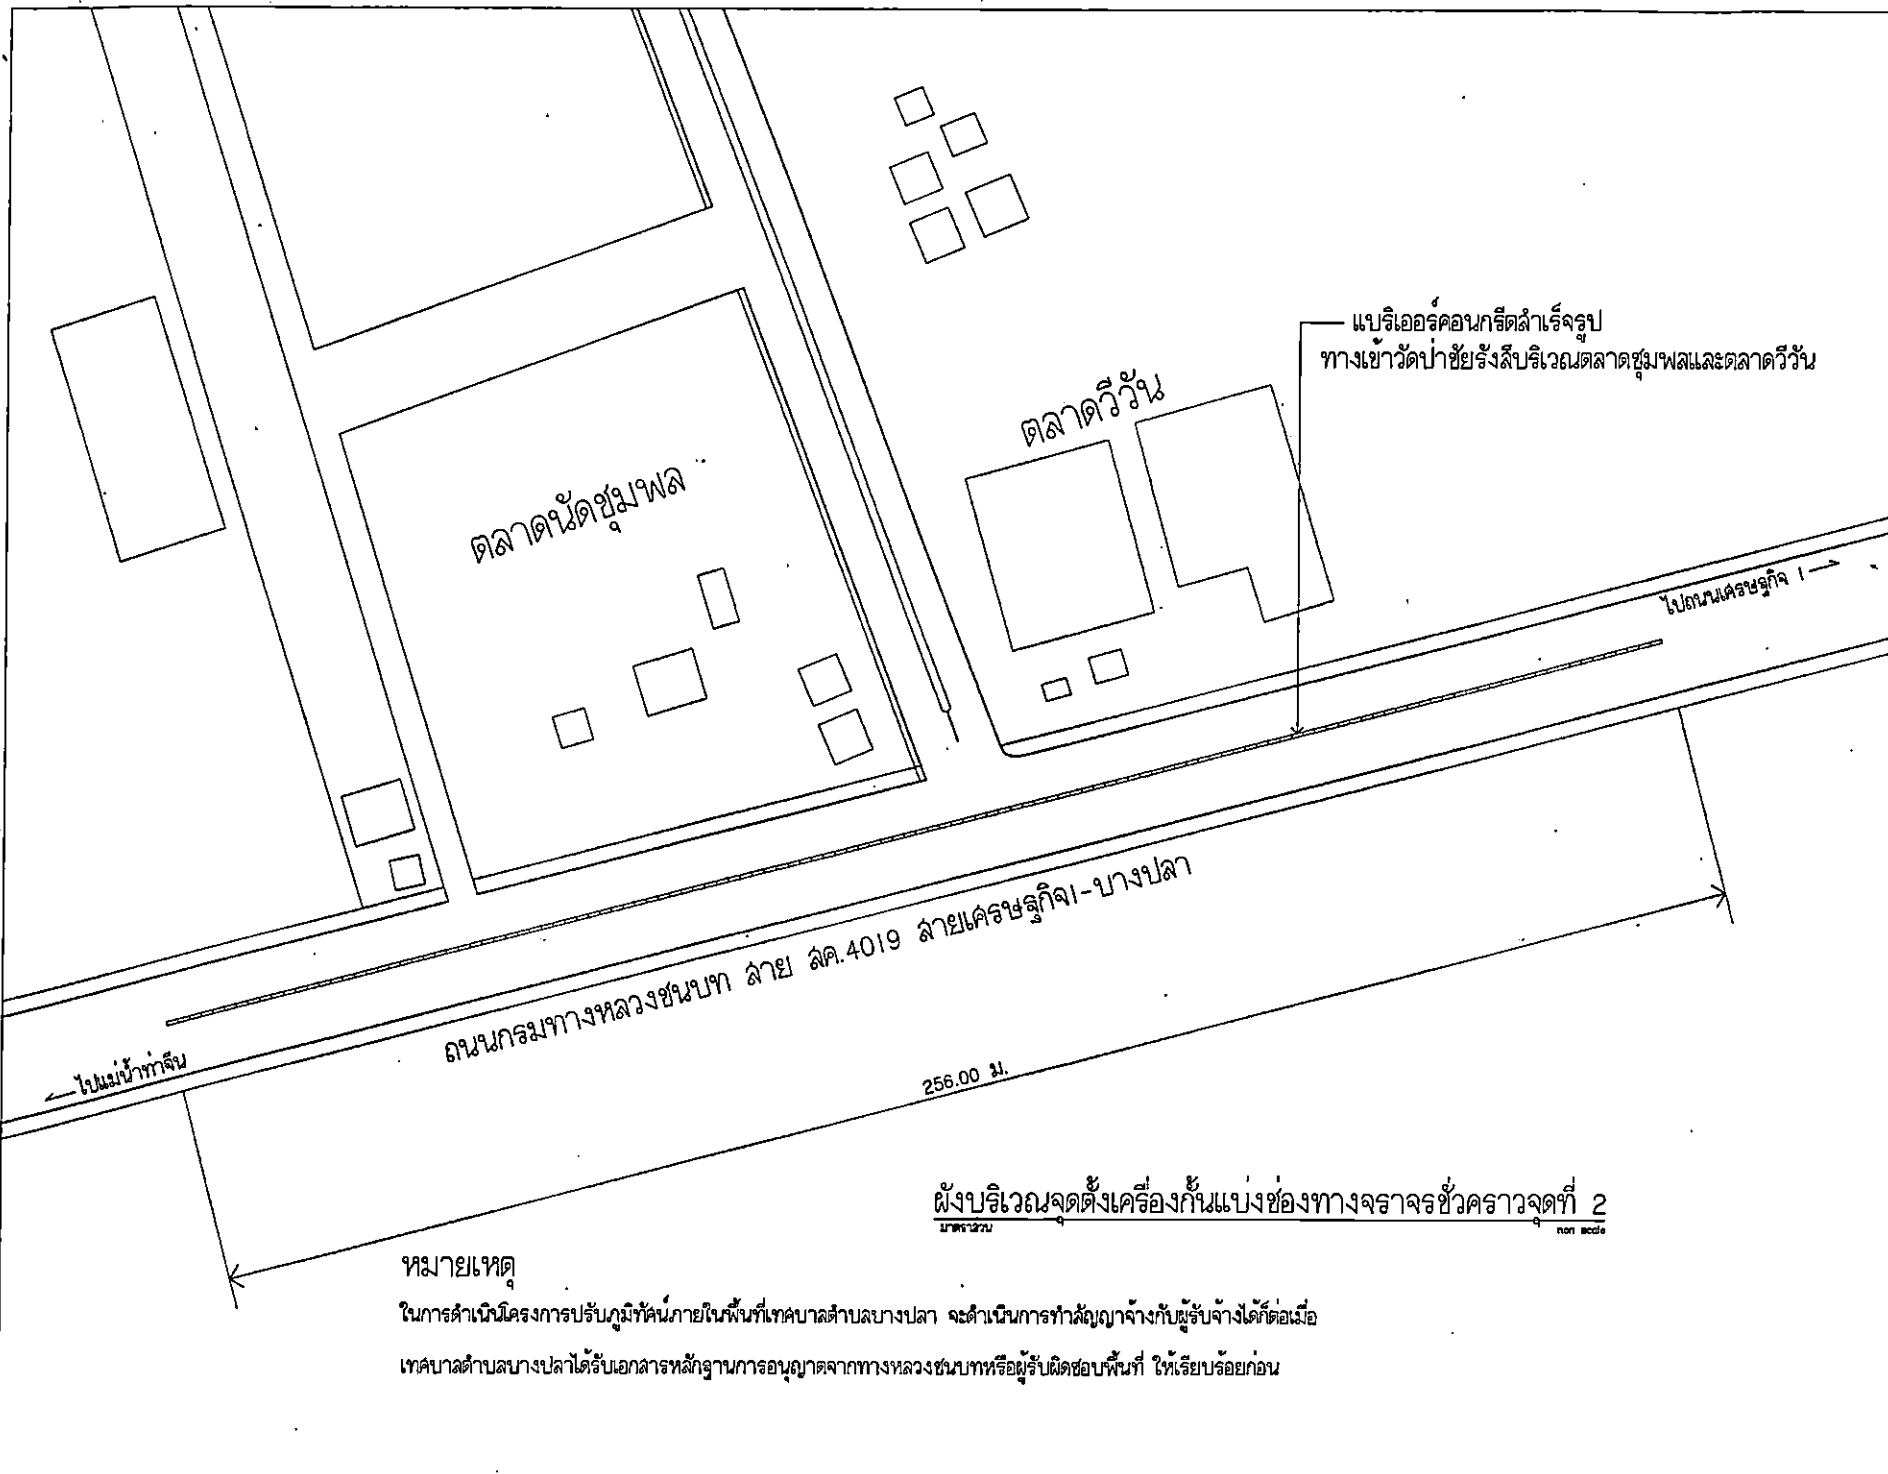 แบริเออร์คอนกรีตสำเร็จรูป
ทางเข้าวัดป่าชัยรังสีบริเวณตลาดชุมพลและตลาดวีวัน
ตลาดวีวัน
ตลาดนัดชุมพล
ไปถนนเศรษฐกิจ 1
ถนนกรมทางหลวงชนบท สาย สค.4019 สายเศรษฐกิจ1-บางปลา
ไปแม่น้ำท่าจีน
256.00 ม.
ผังบริเวณจุดตั้งเครื่องกั้นแบ่งช่องทางจราจรชั่วคราวจุดที่ 2
มาตราส่วน non scale
หมายเหตุ
ในการดำเนินโครงการปรับภูมิทัศน์ภายในพื้นที่เทศบาลตำบลบางปลา จะดำเนินการทำสัญญาจ้างกับผู้รับจ้างได้ก็ต่อเมื่อ
เทศบาลตำบลบางปลาได้รับเอกสารหลักฐานการอนุญาตจากทางหลวงชนบทหรือผู้รับผิดชอบพื้นที่ ให้เรียบร้อยก่อน